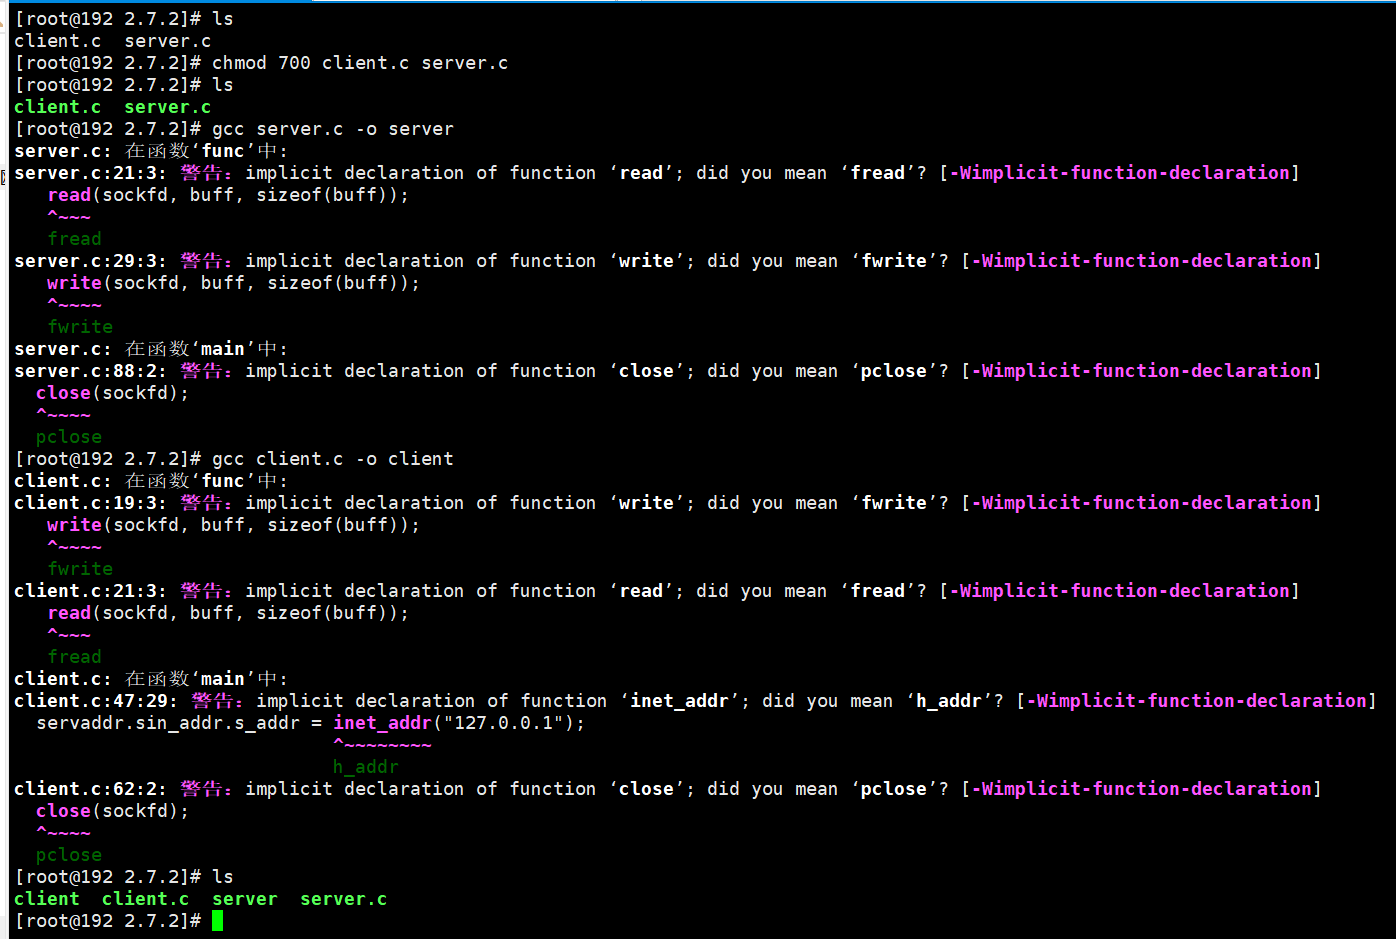 [root@192 2.7.2]# ls
client.c  server.c
[root@192 2.7.2]# chmod 700 client.c server.c
[root@192 2.7.2]# ls
client.c  server.c
[root@192 2.7.2]# gcc server.c -o server
server.c: 在函数‘func’中:
server.c:21:3: 警告：implicit declaration of function ‘read’; did you mean ‘fread’? [-Wimplicit-function-declaration]
   read(sockfd, buff, sizeof(buff));
   ^~~~
   fread
server.c:29:3: 警告：implicit declaration of function ‘write’; did you mean ‘fwrite’? [-Wimplicit-function-declaration]
   write(sockfd, buff, sizeof(buff));
   ^~~~~
   fwrite
server.c: 在函数‘main’中:
server.c:88:2: 警告：implicit declaration of function ‘close’; did you mean ‘pclose’? [-Wimplicit-function-declaration]
  close(sockfd);
  ^~~~~
  pclose
[root@192 2.7.2]# gcc client.c -o client
client.c: 在函数‘func’中:
client.c:19:3: 警告：implicit declaration of function ‘write’; did you mean ‘fwrite’? [-Wimplicit-function-declaration]
   write(sockfd, buff, sizeof(buff));
   ^~~~~
   fwrite
client.c:21:3: 警告：implicit declaration of function ‘read’; did you mean ‘fread’? [-Wimplicit-function-declaration]
   read(sockfd, buff, sizeof(buff));
   ^~~~
   fread
client.c: 在函数‘main’中:
client.c:47:29: 警告：implicit declaration of function ‘inet_addr’; did you mean ‘h_addr’? [-Wimplicit-function-declaration]
  servaddr.sin_addr.s_addr = inet_addr("127.0.0.1");
                             ^~~~~~~~~
                             h_addr
client.c:62:2: 警告：implicit declaration of function ‘close’; did you mean ‘pclose’? [-Wimplicit-function-declaration]
  close(sockfd);
  ^~~~~
  pclose
[root@192 2.7.2]# ls
client  client.c  server  server.c
[root@192 2.7.2]#